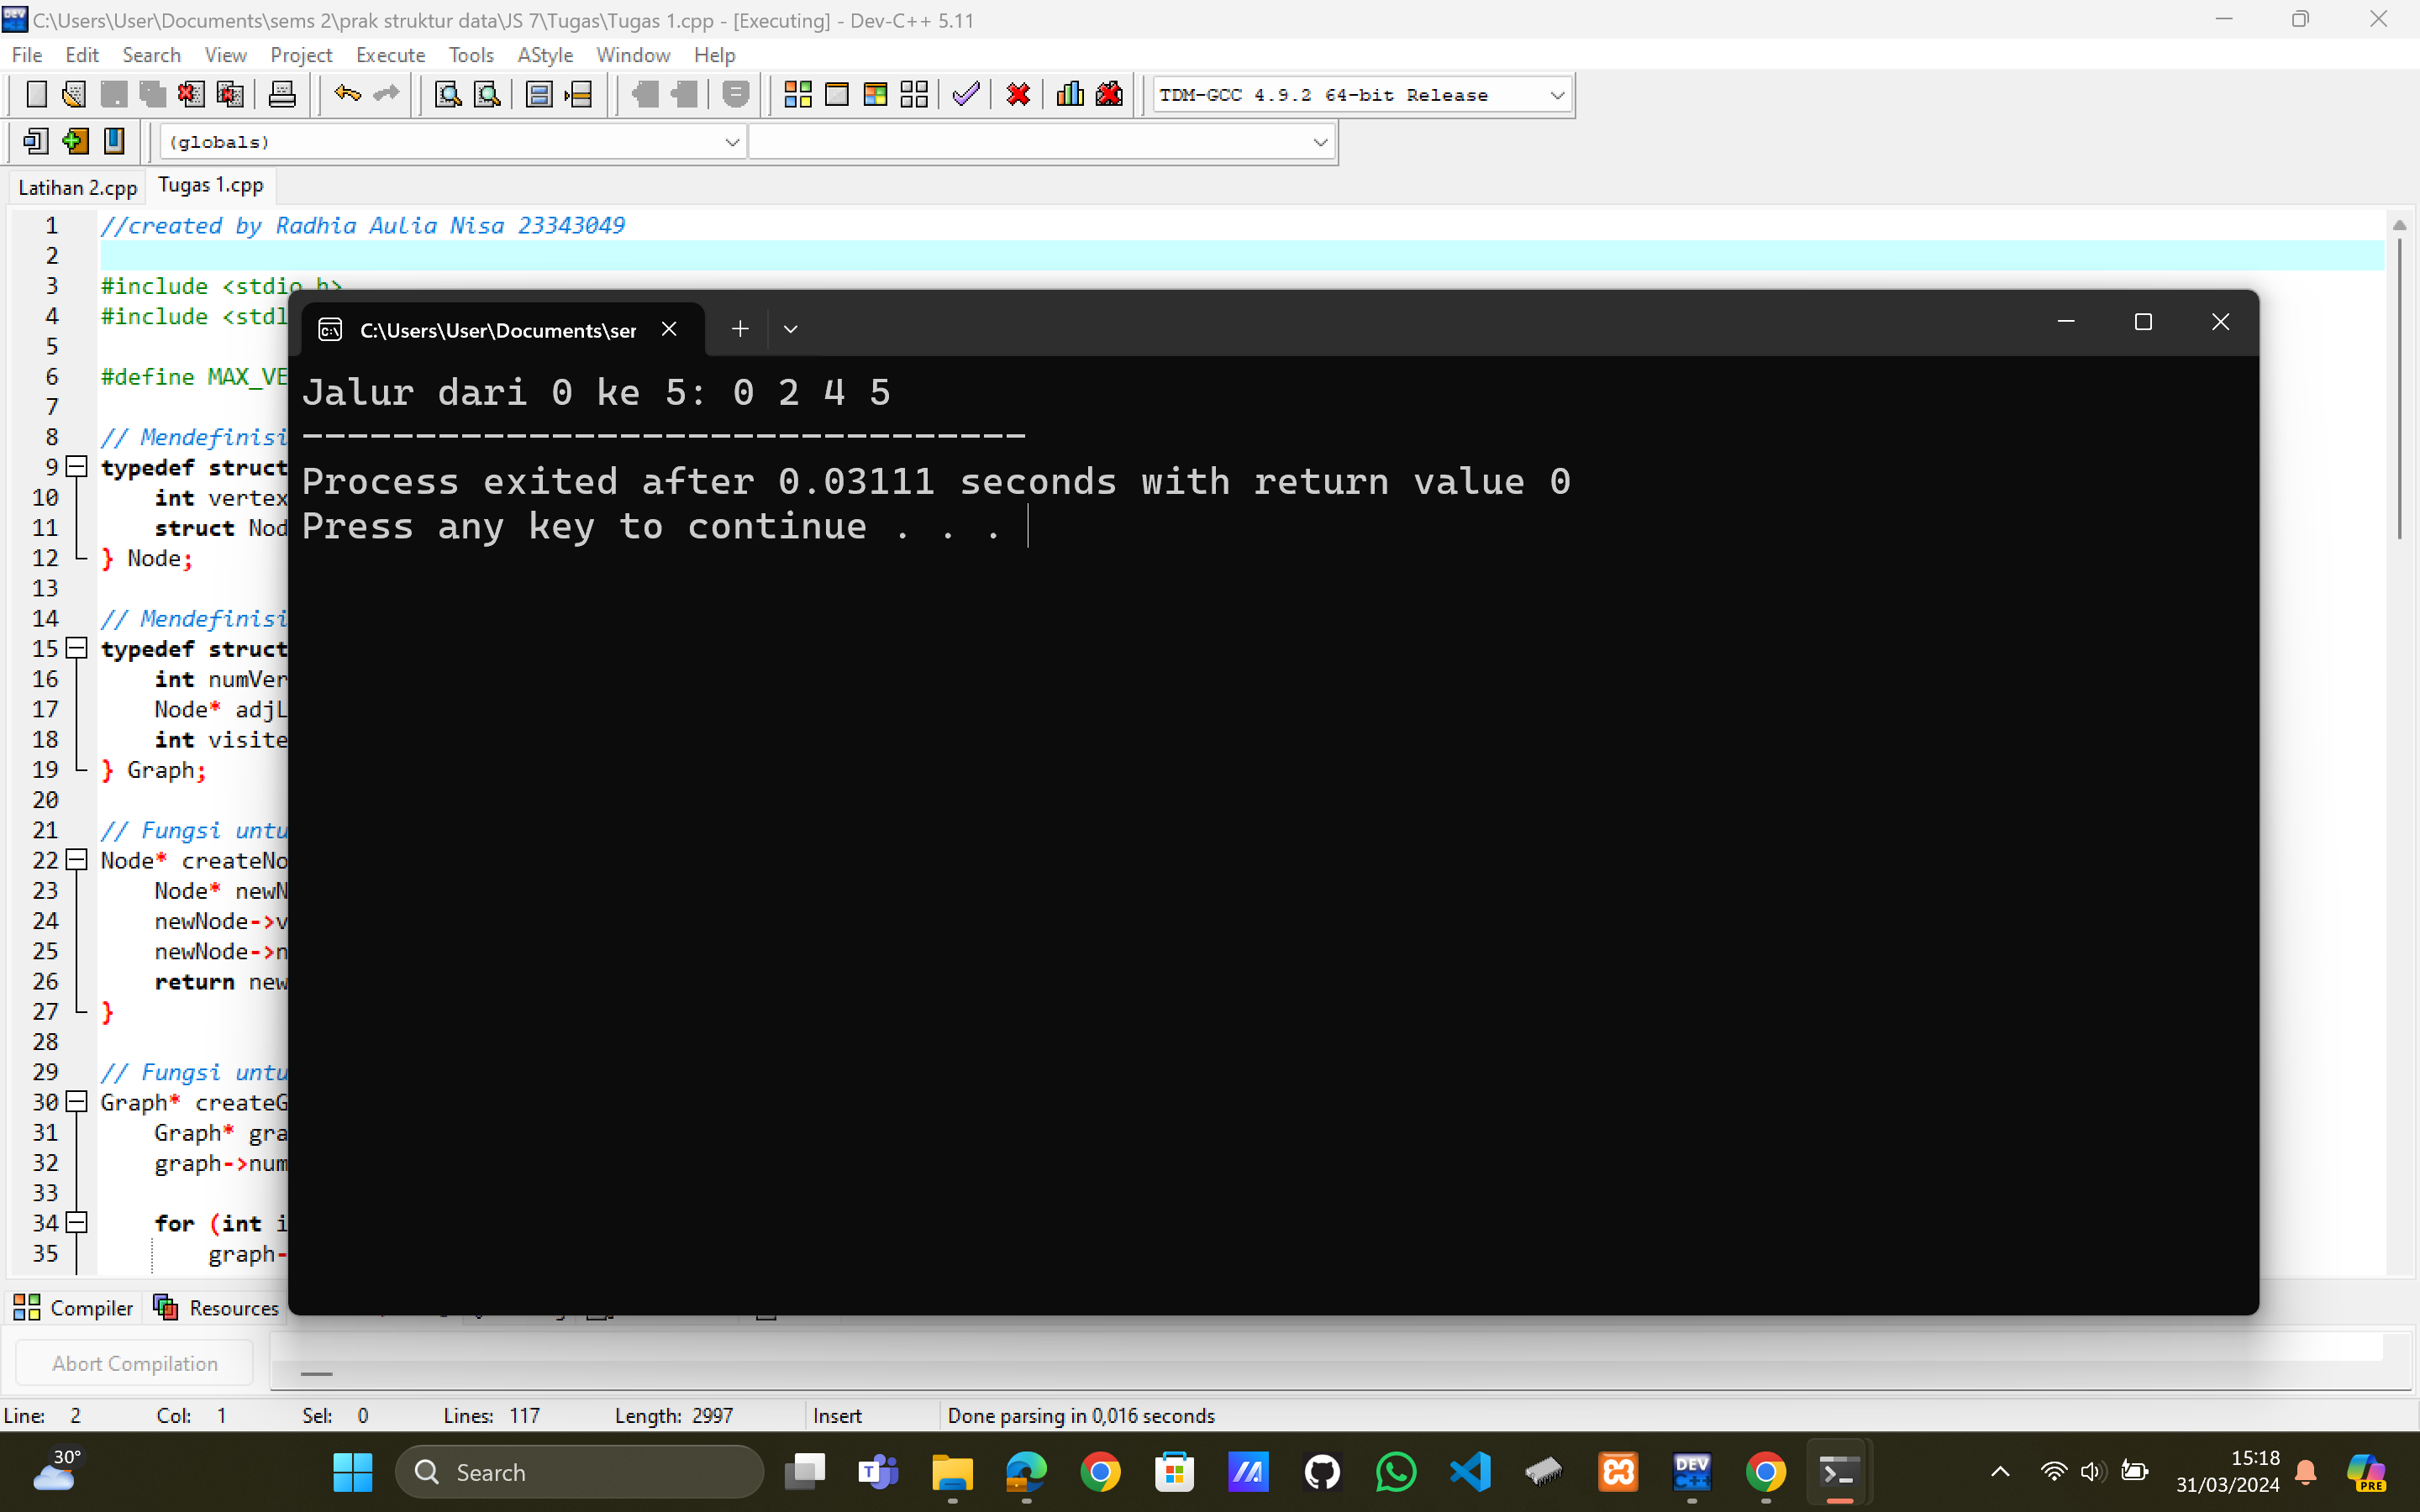 C:\Users\User\Documents\sems 2\prak struktur data\JS 7\Tugas\Tugas 1.cpp - [Executing] - Dev-C++ 5.11
File Edit Search View Project Execute Tools AStyle Window Help
TDM-GCC 4.9.2 64-bit Release
(globals)
Latihan 2.cpp Tugas 1.cpp
1 //created by Radhia Aulia Nisa 23343049
2
3 #include <stdio.h>
4 #include <stdl
5
6 #define MAX_VE
7
8 // Mendefinisi
9 typedef struct
10 int vertex
11 struct Nod
12 } Node;
13
14 // Mendefinisi
15 typedef struct
16 int numVer
17 Node* adjL
18 int visite
19 } Graph;
20
21 // Fungsi untu
22 Node* createNo
23 Node* newN
24 newNode->v
25 newNode->n
26 return new
27 }
28
29 // Fungsi untu
30 Graph* createG
31 Graph* gra
32 graph->num
33
34 for (int i
35 graph-
C:\Users\User\Documents\ser
Jalur dari 0 ke 5: 0 2 4 5
--------------------------------
Process exited after 0.03111 seconds with return value 0
Press any key to continue . . .
Compiler Resources
Abort Compilation
Line: 2 Col: 1 Sel: 0 Lines: 117 Length: 2997 Insert Done parsing in 0,016 seconds
30°
Search
DEV C++
15:18
31/03/2024
PRE